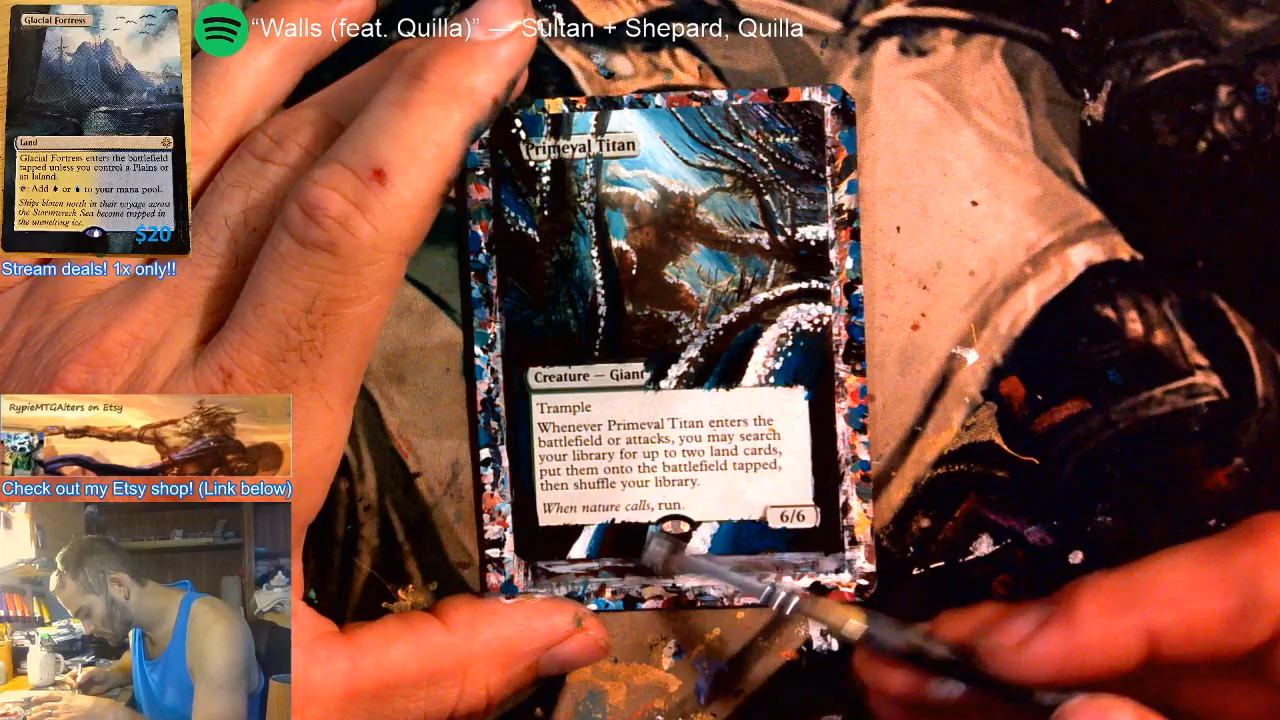 Glacial Fortress
Land
Glacial Fortress enters the battlefield
tapped unless you control a Plains or
an Island.
: Add or to your mana pool.
Ships blown north in their voyage across
the Stormwreck Sea become trapped in
the unmelting ice.
$20
Stream deals! 1x only!!
RypieMTGAlters on Etsy
Check out my Etsy shop! (Link below)
“Walls (feat. Quilla)” — Sultan + Shepard, Quilla
Primeval Titan
Creature — Giant
Trample
Whenever Primeval Titan enters the
battlefield or attacks, you may search
your library for up to two land cards,
put them onto the battlefield tapped,
then shuffle your library.
When nature calls, run.
6/6